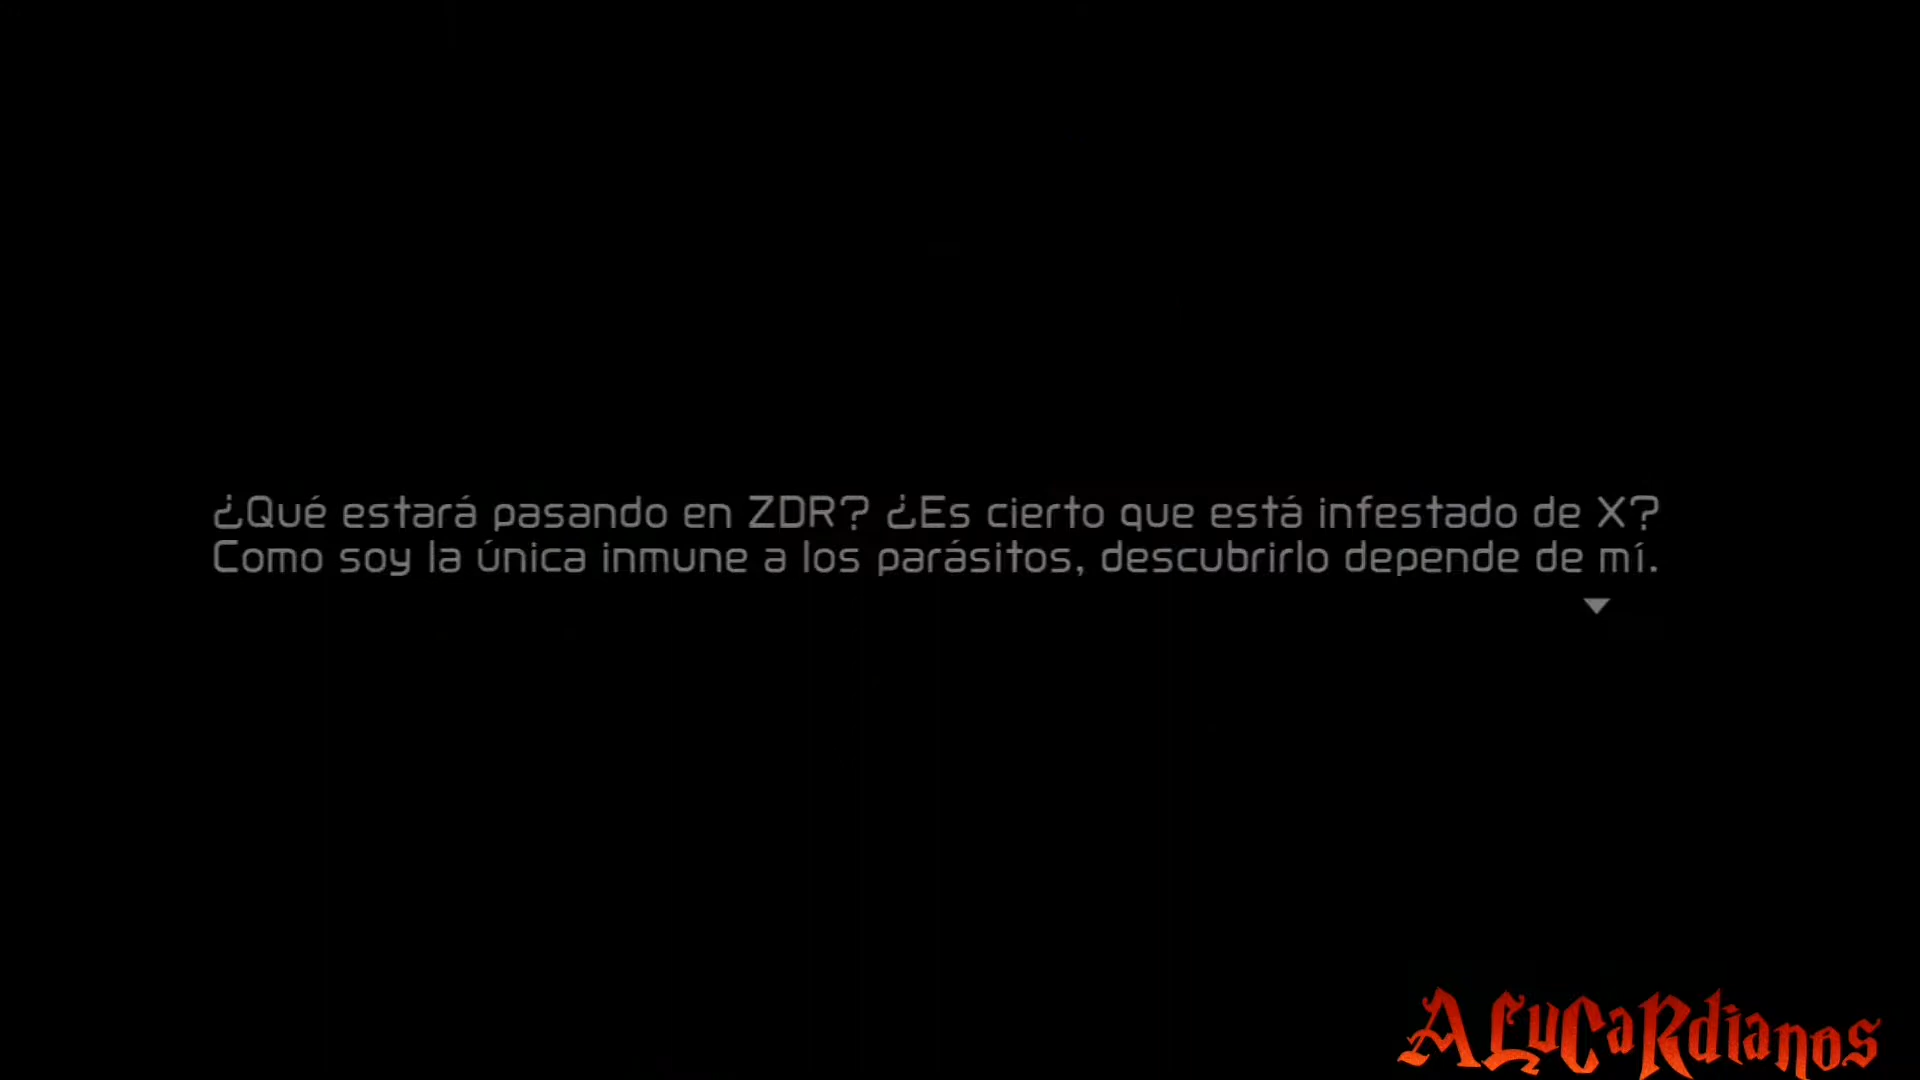 ¿Qué estará pasando en ZDR? ¿Es cierto que está infestado de X?
Como soy la única inmune a los parásitos, descubrirlo depende de mí.
ALuCaRdianos